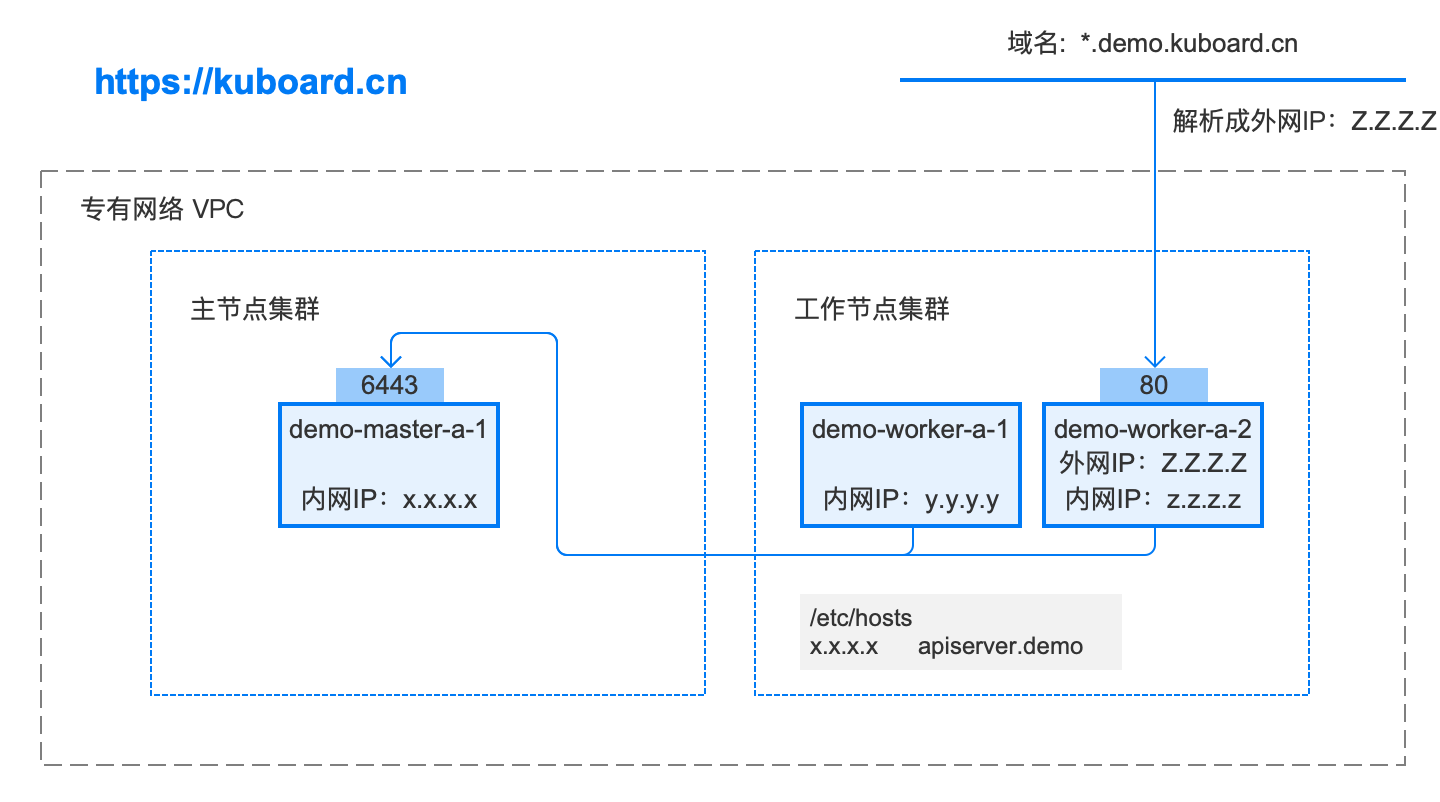 域名: *.demo.kuboard.cn
https://kuboard.cn
解析成外网IP：Z.Z.Z.Z
专有网络 VPC
主节点集群
6443
demo-master-a-1
内网IP：x.x.x.x
工作节点集群
80
demo-worker-a-1
内网IP：y.y.y.y
demo-worker-a-2
外网IP：Z.Z.Z.Z
内网IP：z.z.z.z
/etc/hosts
x.x.x.x apiserver.demo